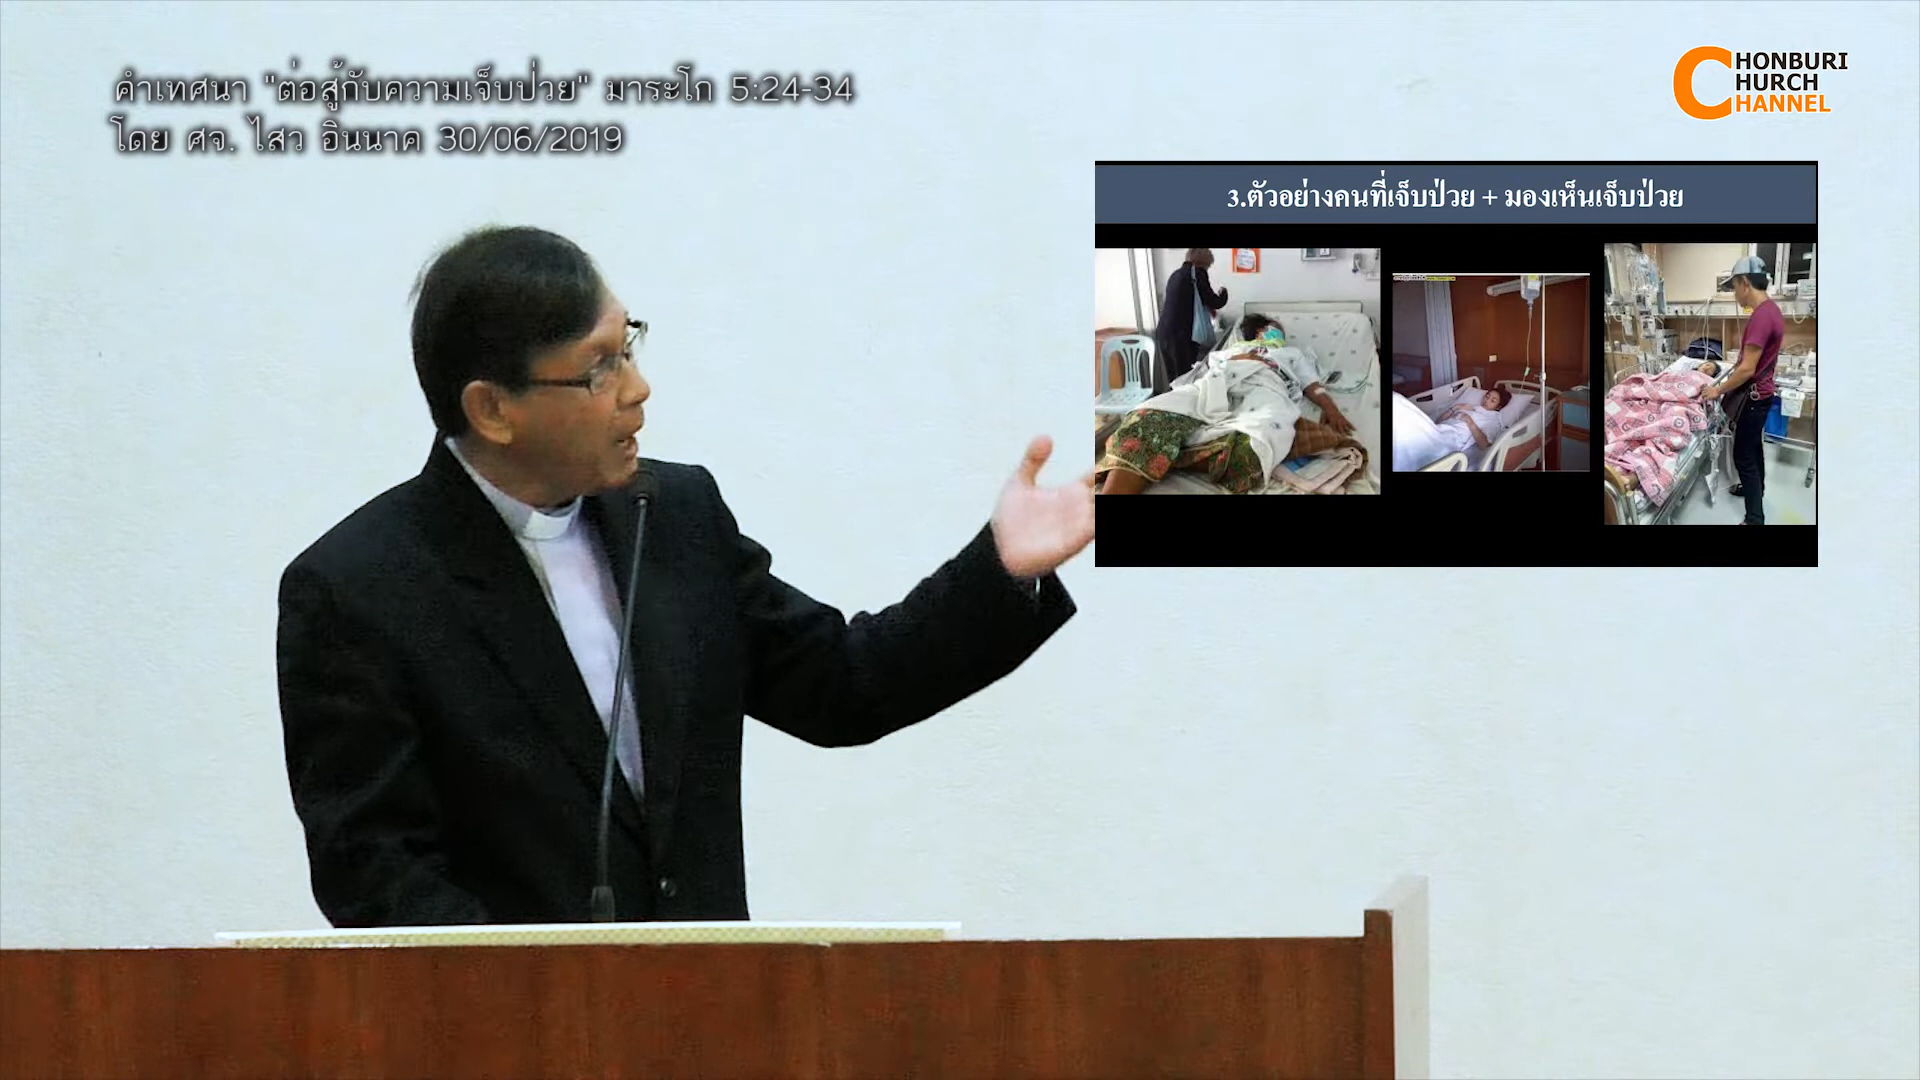 คำเทศนา "ต่อสู้กับความเจ็บป่วย" มาระโก 5:24-34
โดย ศจ. ไสว อินนาค 30/06/2019
CHONBURI
CHURCH
CHANNEL
3.ตัวอย่างคนที่เจ็บป่วย + มองเห็นเจ็บป่วย